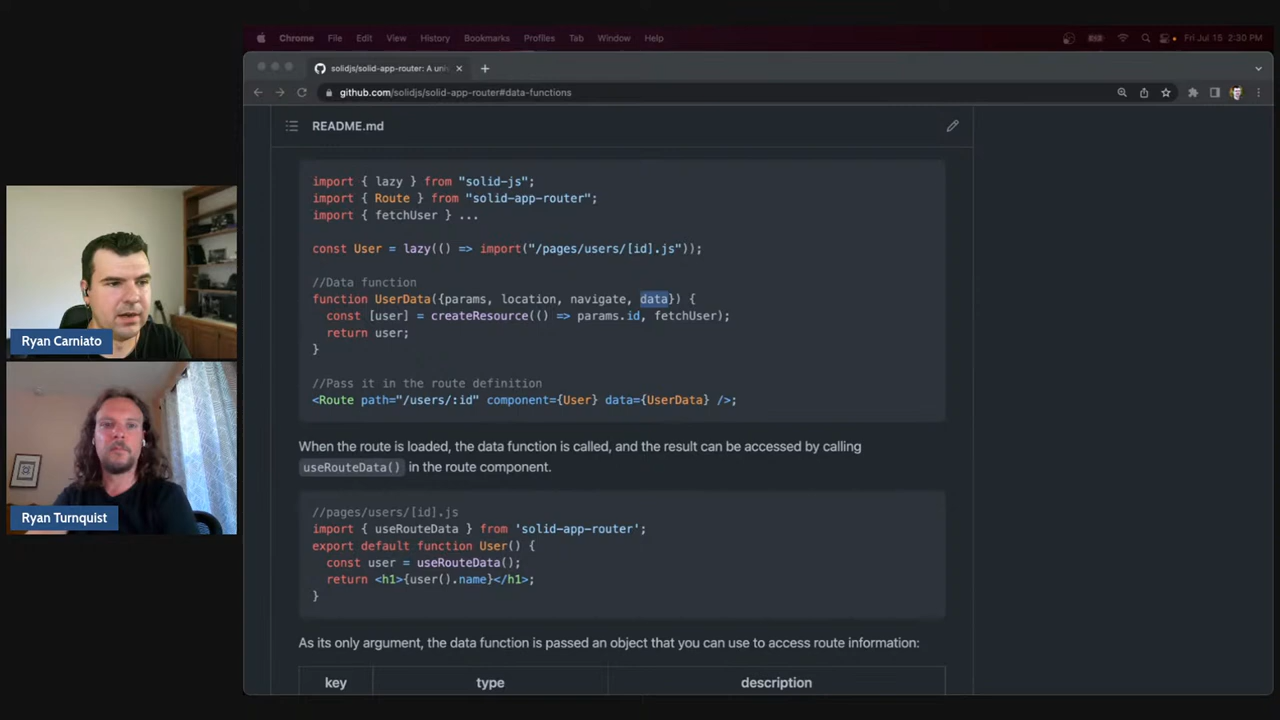 Chrome File Edit View History Bookmarks Profiles Tab Window Help Fri Jul 15 2:30 PM
solidjs/solid-app-router: A uni
github.com/solidjs/solid-app-router#data-functions
README.md
import { lazy } from "solid-js";
import { Route } from "solid-app-router";
import { fetchUser } ...
const User = lazy(() => import("/pages/users/[id].js"));
//Data function
function UserData({params, location, navigate, data}) {
const [user] = createResource(() => params.id, fetchUser);
return user;
}
//Pass it in the route definition
<Route path="/users/:id" component={User} data={UserData} />;
When the route is loaded, the data function is called, and the result can be accessed by calling
useRouteData() in the route component.
//pages/users/[id].js
import { useRouteData } from 'solid-app-router';
export default function User() {
const user = useRouteData();
return <h1>{user().name}</h1>;
}
As its only argument, the data function is passed an object that you can use to access route information:
key type description
Ryan Carniato
Ryan Turnquist